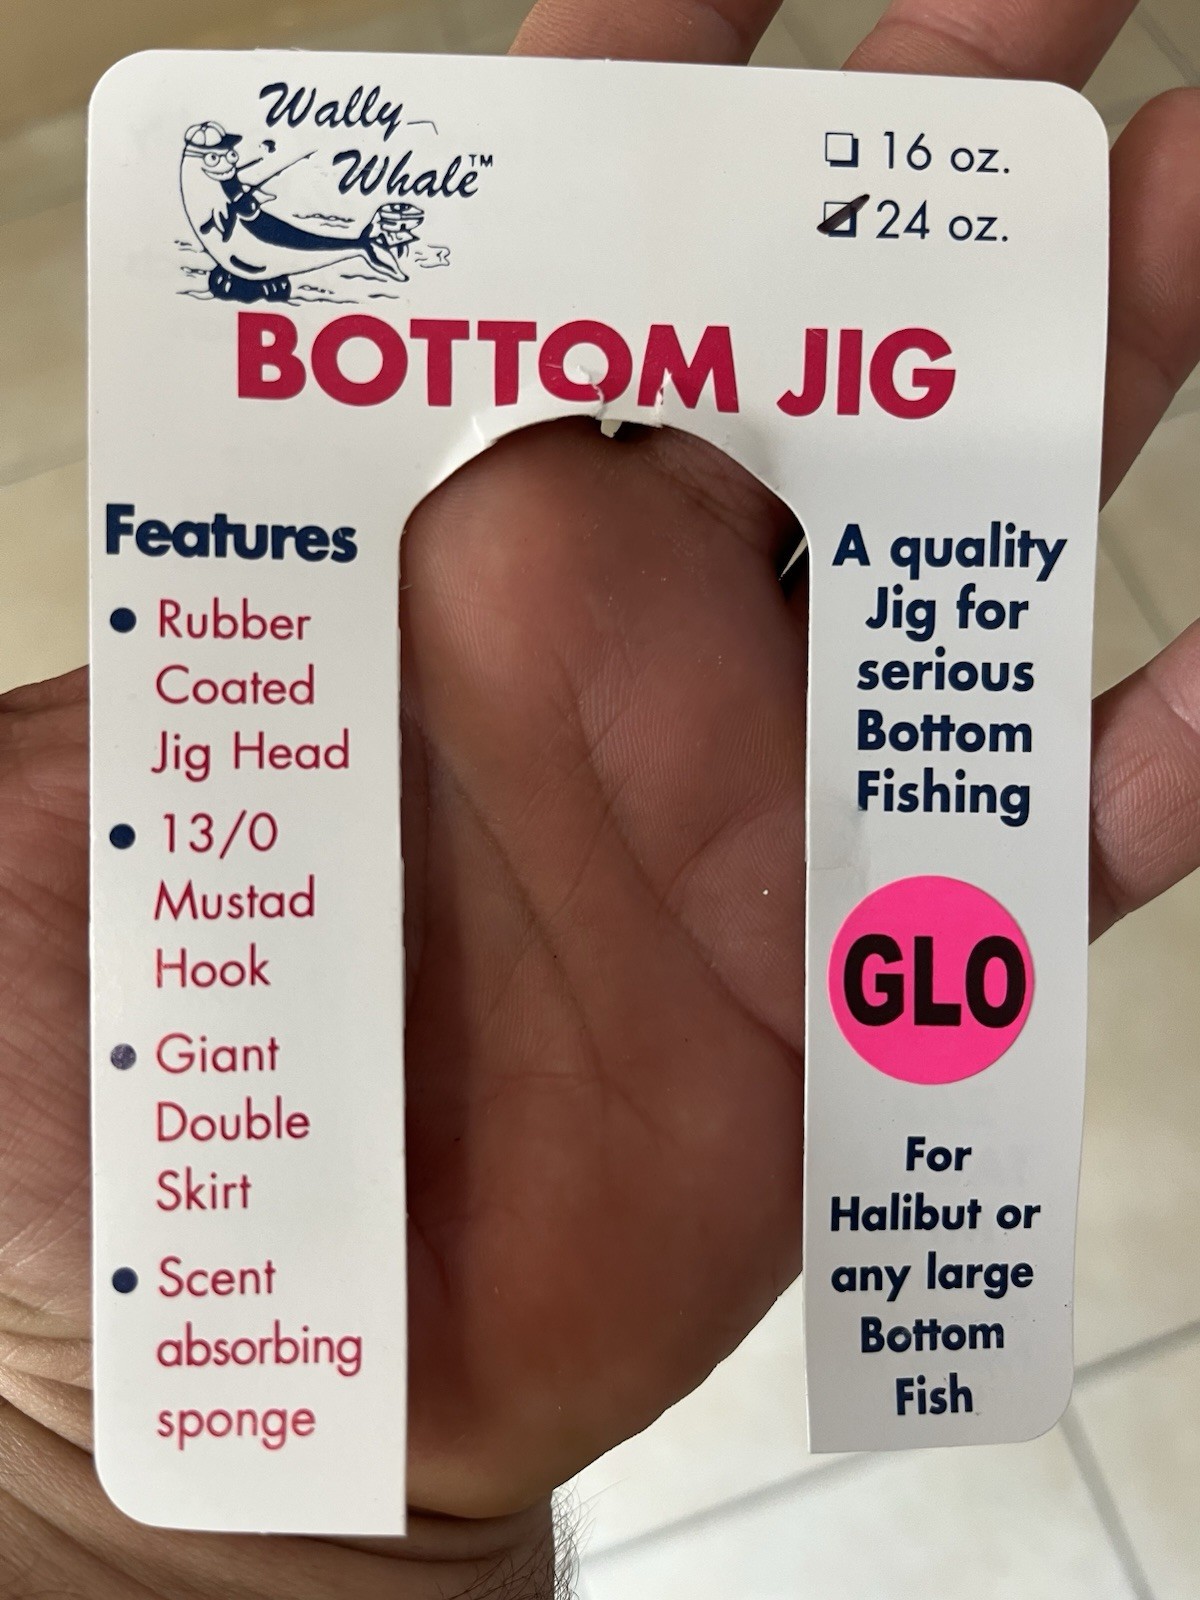 Wally
Whale™
16 oz.
24 oz.
BOTTOM JIG
Features
• Rubber
Coated
Jig Head
• 13/0
Mustad
Hook
• Giant
Double
Skirt
• Scent
absorbing
sponge
A quality
Jig for
serious
Bottom
Fishing
GLO
For
Halibut or
any large
Bottom
Fish